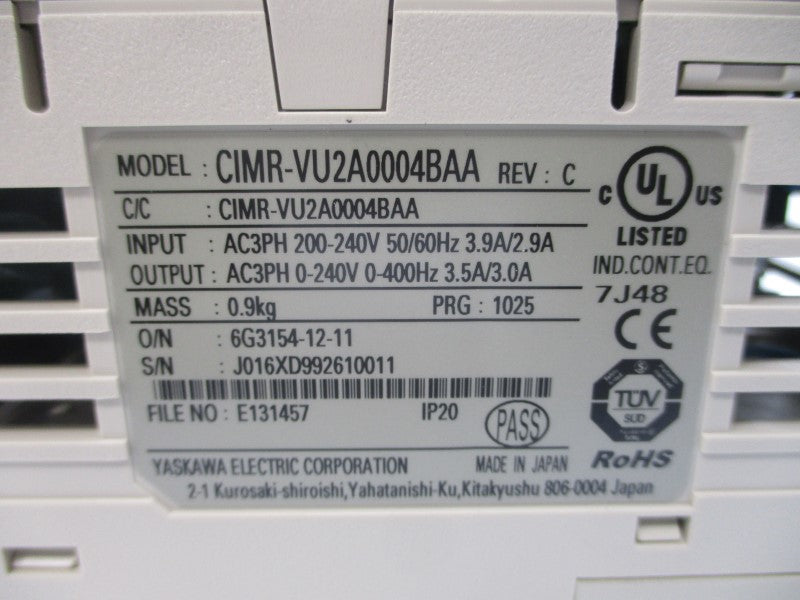 MODEL : CIMR-VU2A0004BAA REV : C
C/C : CIMR-VU2A0004BAA
INPUT : AC3PH 200-240V 50/60Hz 3.9A/2.9A
OUTPUT : AC3PH 0-240V 0-400Hz 3.5A/3.0A
MASS : 0.9kg PRG : 1025
O/N : 6G3154-12-11
S/N : J016XD992610011
FILE NO : E131457 IP20 PASS
YASKAWA ELECTRIC CORPORATION MADE IN JAPAN
2-1 Kurosaki-shiroishi,Yahatanishi-Ku,Kitakyushu 806-0004 Japan
C UL US
LISTED
IND.CONT.EQ.
7J48
CE
TÜV
SÜD
RoHS